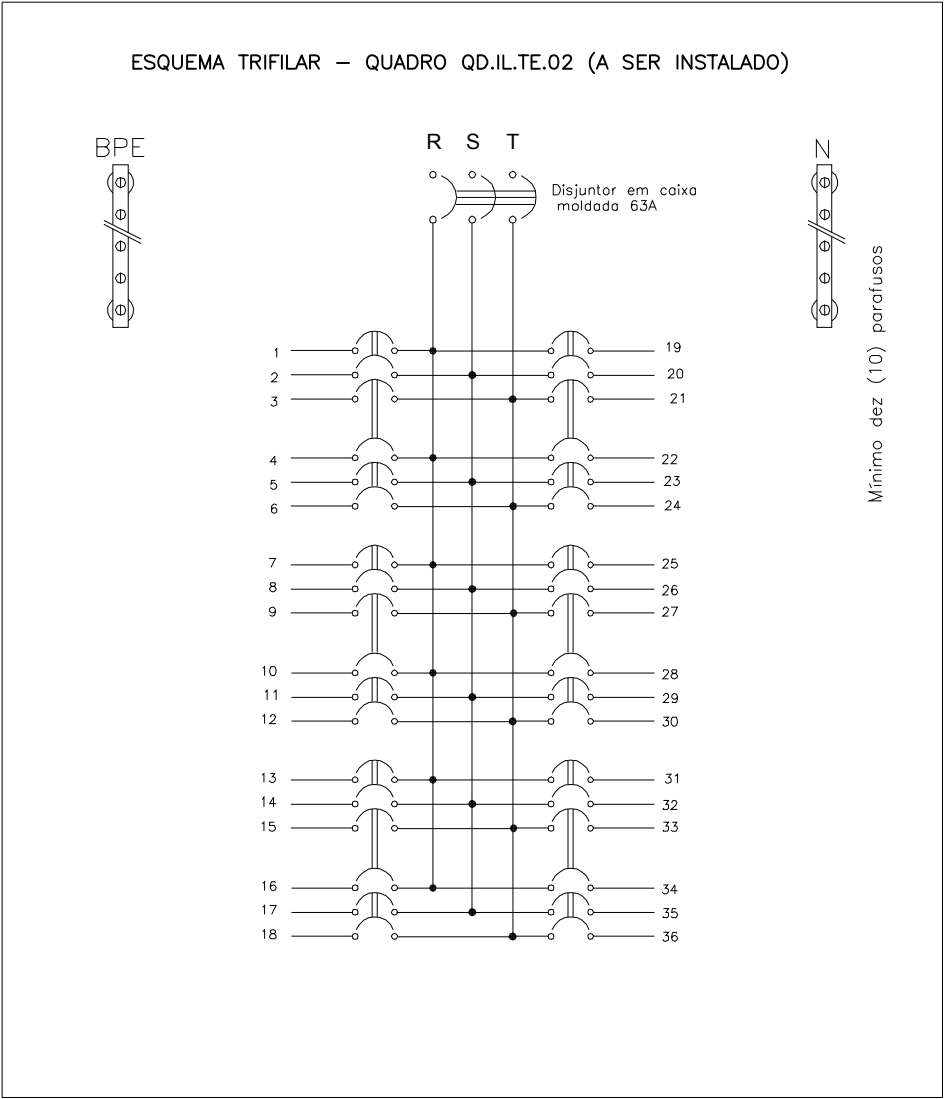 ESQUEMA TRIFILAR – QUADRO QD.IL.TE.02 (A SER INSTALADO)
BPE
R S T
N
Disjuntor em caixa
moldada 63A
Mínimo dez (10) parafusos
1 19
2 20
3 21
4 22
5 23
6 24
7 25
8 26
9 27
10 28
11 29
12 30
13 31
14 32
15 33
16 34
17 35
18 36